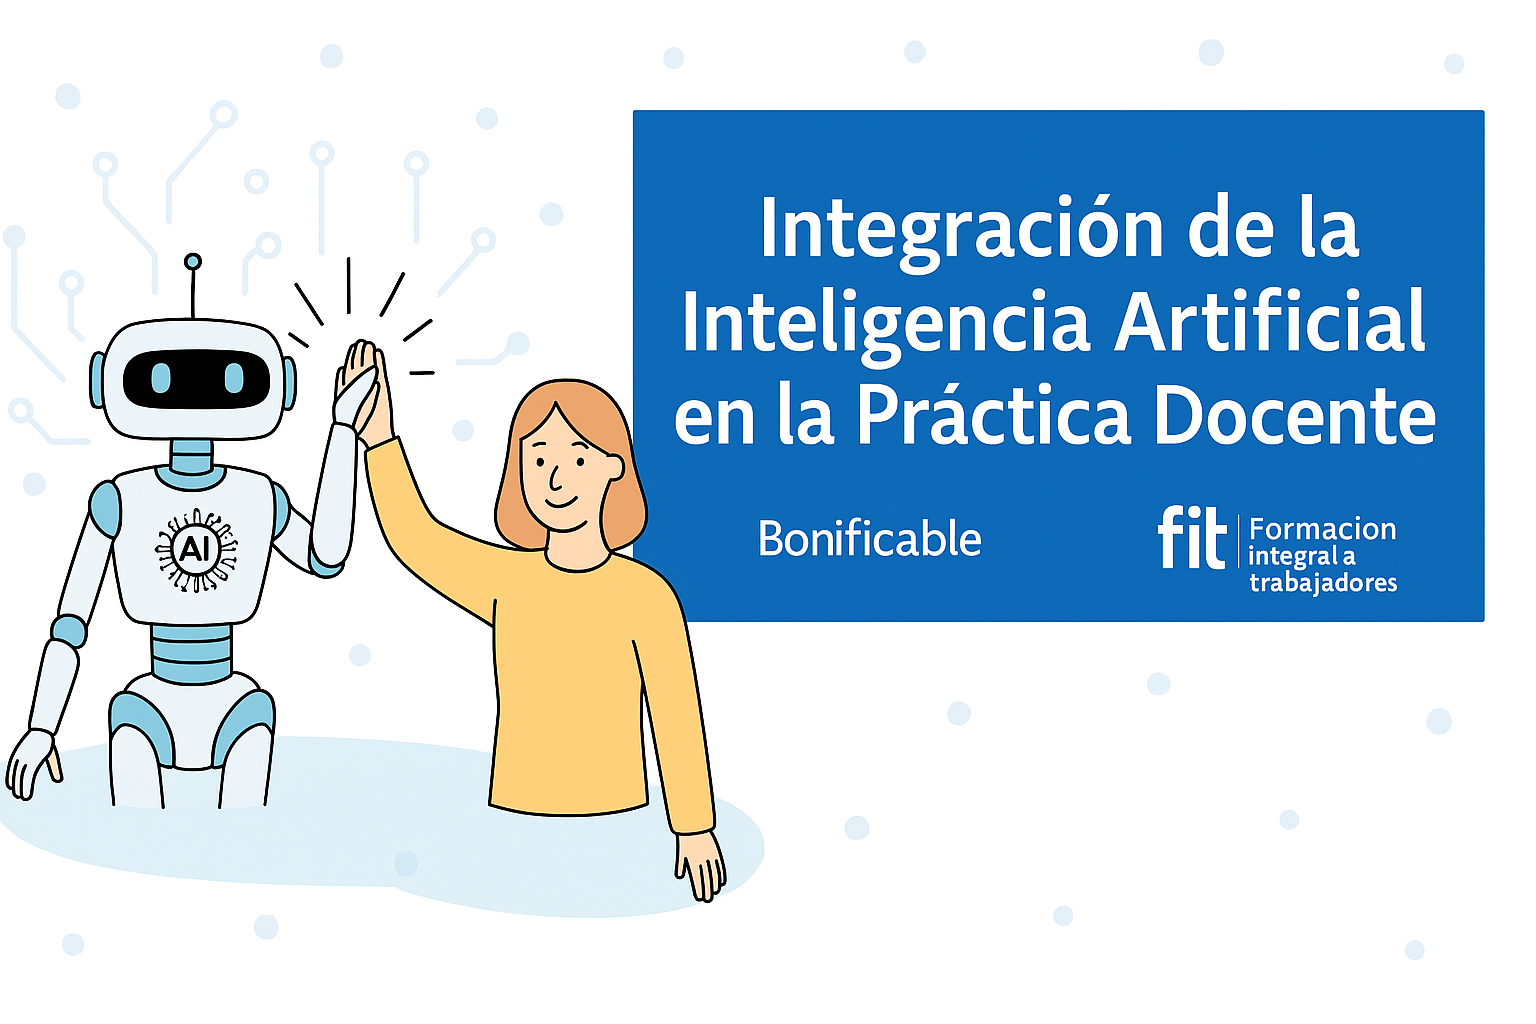 AI
Integración de la
Inteligencia Artificial
en la Práctica Docente
Bonificable
fit
Formacion
integral a
trabajadores